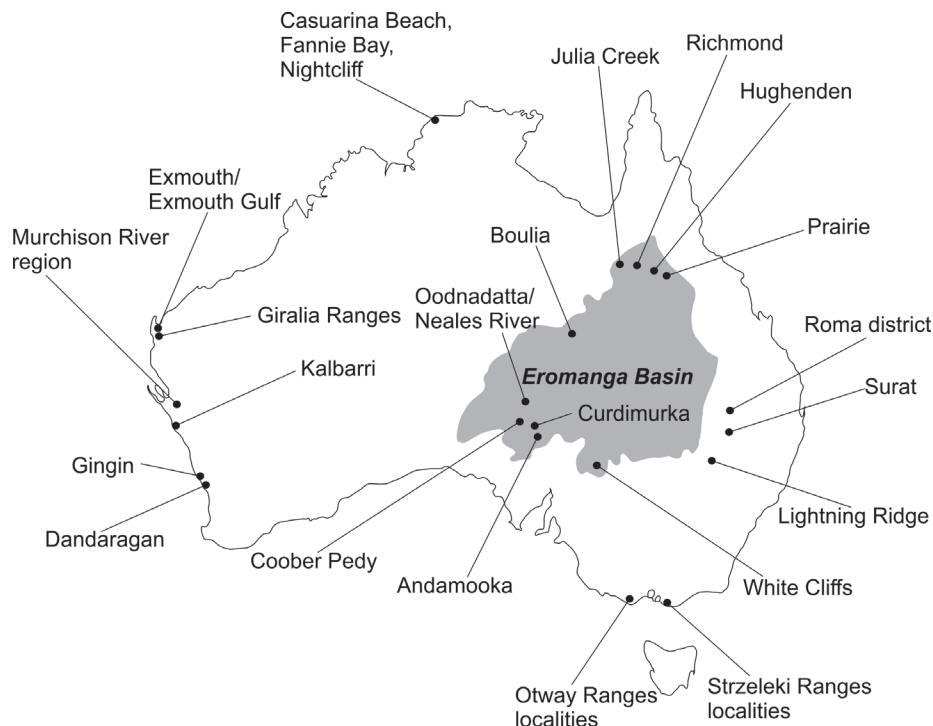 Casuarina Beach,
Fannie Bay,
Nightcliff
Julia Creek
Richmond
Hughenden
Exmouth/
Exmouth Gulf
Murchison River
region
Boulia
Prairie
Oodnadatta/
Neales River
Giralia Ranges
Roma district
Kalbarri
Eromanga Basin
Surat
Curdimurka
Gingin
Lightning Ridge
Dandaragan
Coober Pedy
Andamooka
White Cliffs
Otway Ranges
localities
Strzeleki Ranges
localities